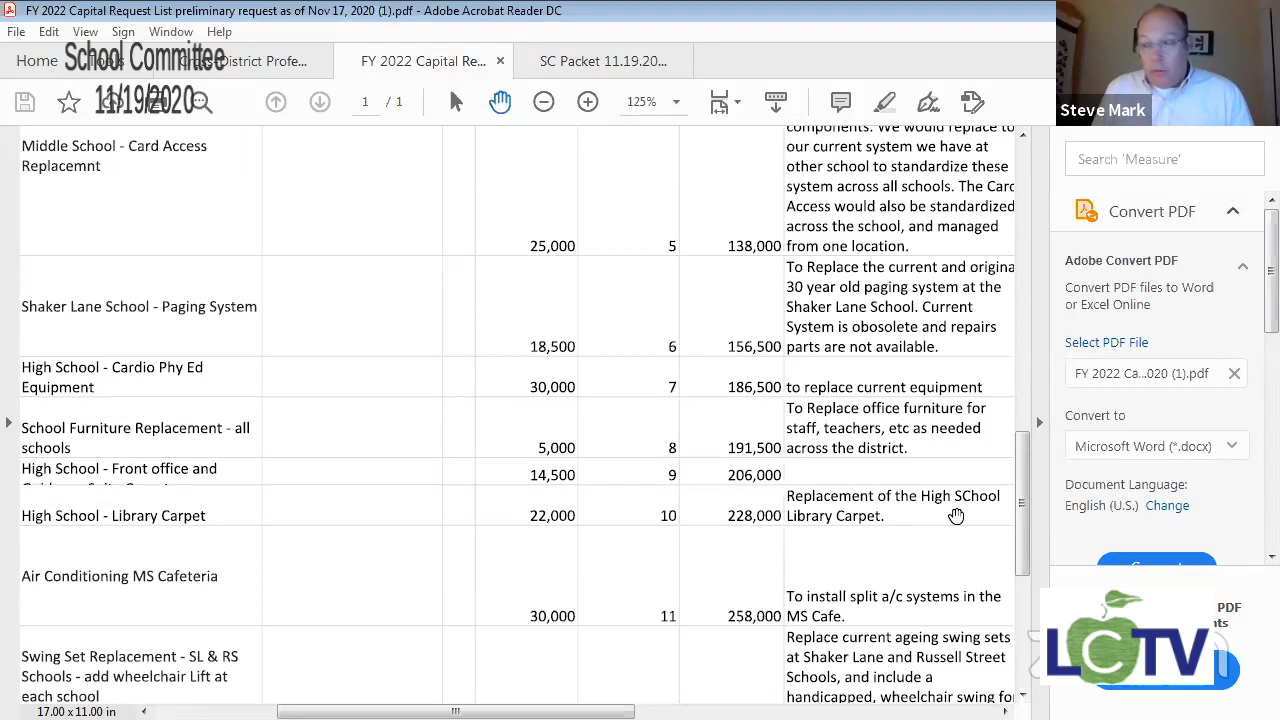 FY 2022 Capital Request List preliminary request as of Nov 17, 2020 (1).pdf - Adobe Acrobat Reader DC
File Edit View Sign Window Help
Home Tools Cross-District Profe... FY 2022 Capital Re... × SC Packet 11.19.20...
School Committee
11/19/2020
1 / 1 125%
Steve Mark
Middle School - Card Access
Replacemnt
25,000 5 138,000
components. We would replace to
our current system we have at
other school to standardize these
system across all schools. The Card
Access would also be standardized
across the school, and managed
from one location.
Shaker Lane School - Paging System
18,500 6 156,500
To Replace the current and origina
30 year old paging system at the
Shaker Lane School. Current
System is obosolete and repairs
parts are not available.
High School - Cardio Phy Ed
Equipment
30,000 7 186,500
to replace current equipment
School Furniture Replacement - all
schools
5,000 8 191,500
To Replace office furniture for
staff, teachers, etc as needed
across the district.
High School - Front office and
14,500 9 206,000
High School - Library Carpet
22,000 10 228,000
Replacement of the High SChool
Library Carpet.
Air Conditioning MS Cafeteria
30,000 11 258,000
To install split a/c systems in the
MS Cafe.
Swing Set Replacement - SL & RS
Schools - add wheelchair Lift at
each school
Replace current ageing swing sets
at Shaker Lane and Russell Street
Schools, and include a
handicapped, wheelchair swing for
17.00 x 11.00 in
Search 'Measure'
Convert PDF
Adobe Convert PDF
Convert PDF files to Word
or Excel Online
Select PDF File
FY 2022 Ca...020 (1).pdf
Convert to
Microsoft Word (*.docx)
Document Language:
English (U.S.) Change
PDF
nts
LCTV